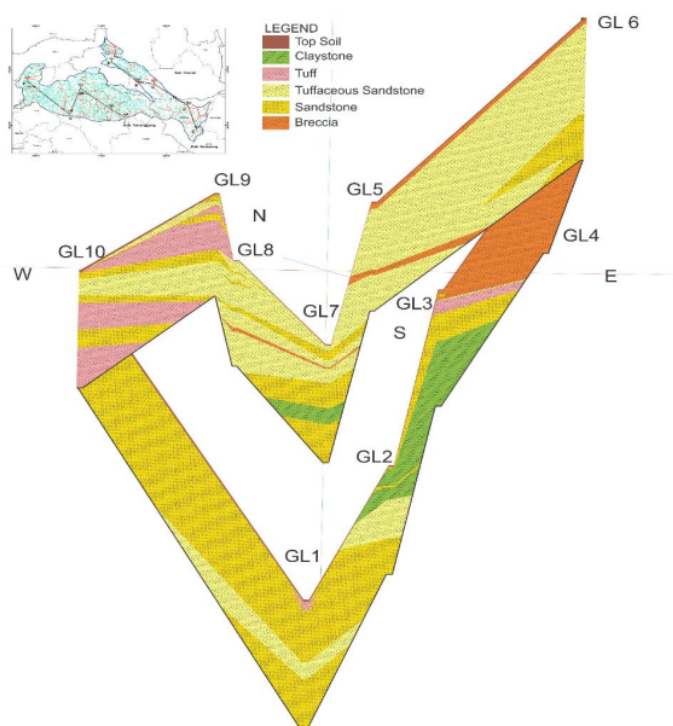 LEGEND
Top Soil
Claystone
Tuff
Tuffaceous Sandstone
Sandstone
Breccia
GL 6
GL9
N
GL5
GL4
GL10
GL8
W
E
GL7
GL3
S
GL2
GL1